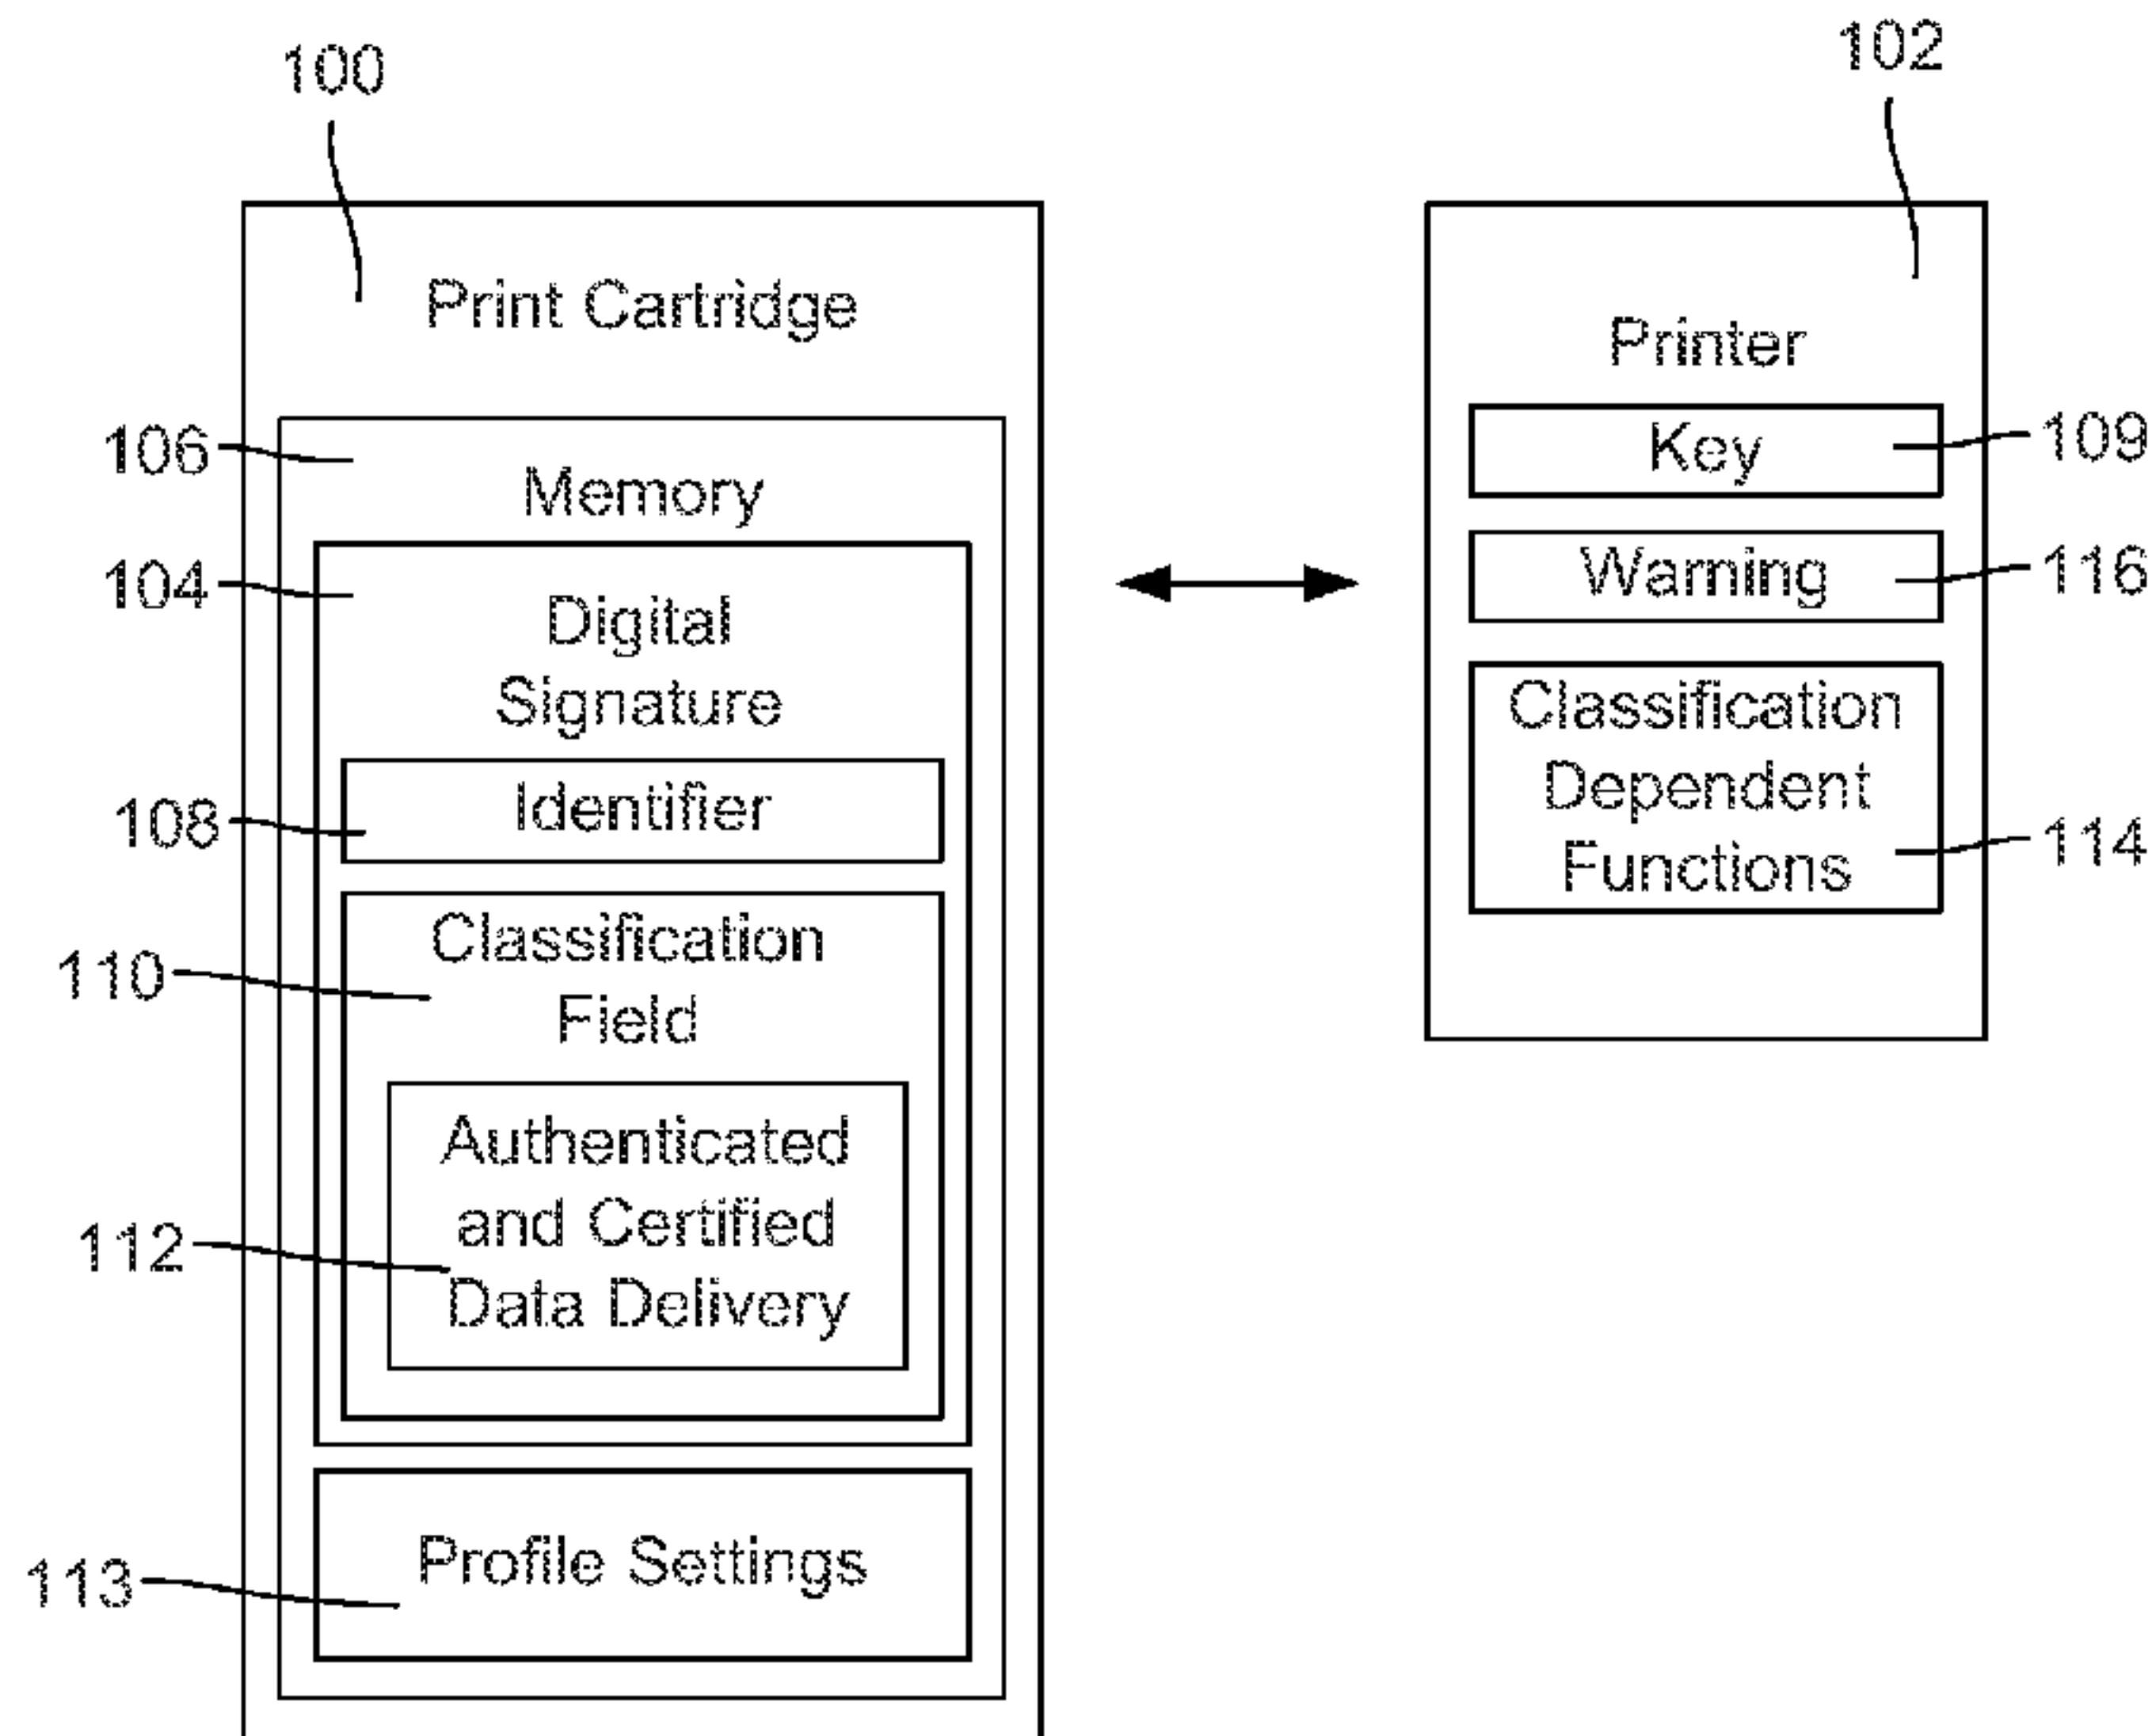 100
102
Print Cartridge
Printer
106
Memory
Key
109
104
Digital
Signature
Warning
116
108
Identifier
Classification
Dependent
Functions
114
110
Classification
Field
112
Authenticated
and Certified
Data Delivery
113
Profile Settings